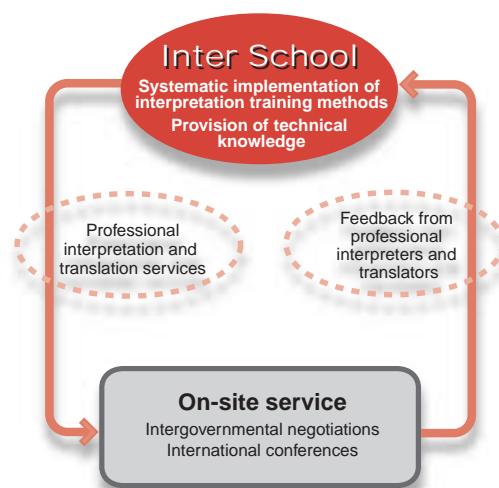 Inter School
Systematic implementation of
interpretation training methods
Provision of technical
knowledge
Professional
interpretation and
translation services
Feedback from
professional
interpreters and
translators
On-site service
Intergovernmental negotiations
International conferences